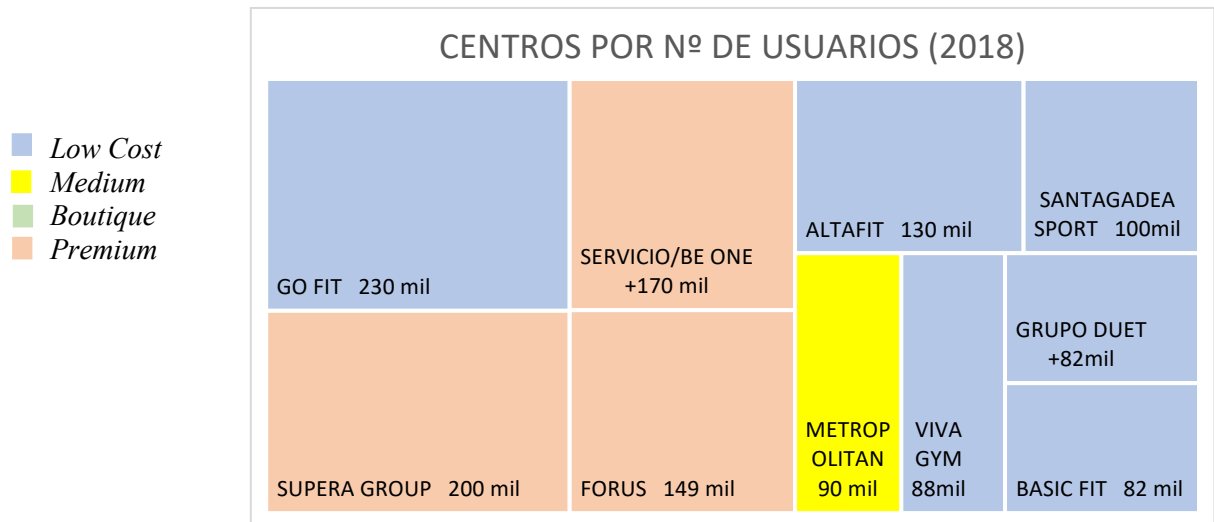 CENTROS POR Nº DE USUARIOS (2018)
Low Cost
Medium
Boutique
Premium
GO FIT 230 mil
SERVICIO/BE ONE
+170 mil
ALTAFIT 130 mil
SANTAGADEA
SPORT 100mil
SUPERA GROUP 200 mil
FORUS 149 mil
METROP
OLITAN
90 mil
VIVA
GYM
88mil
GRUPO DUET
+82mil
BASIC FIT 82 mil